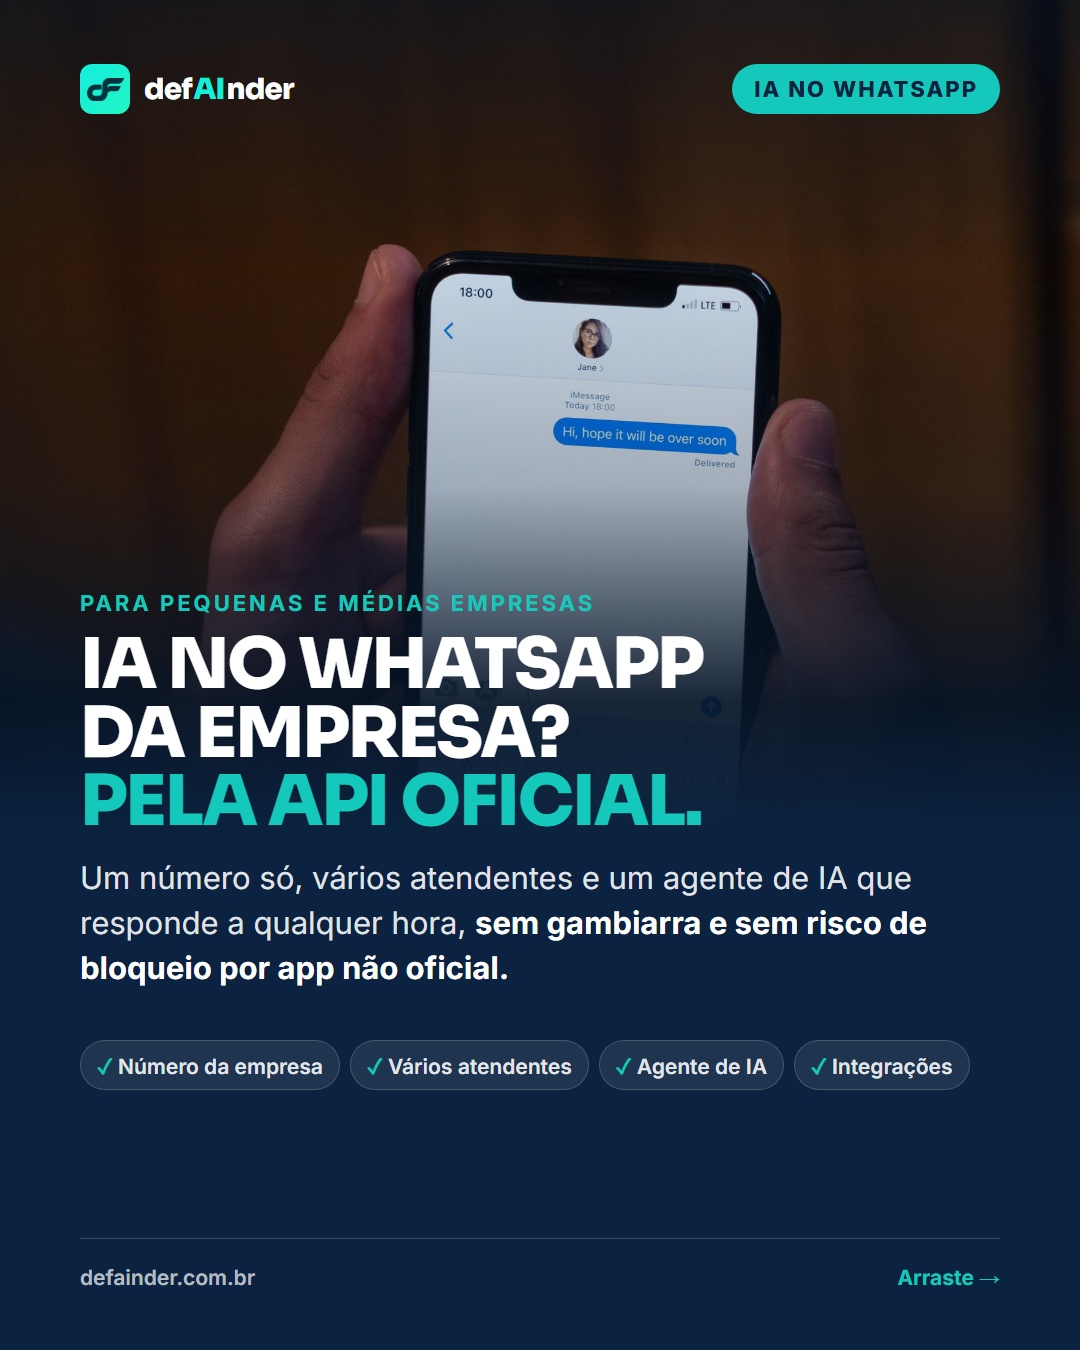 defAInder
IA NO WHATSAPP
18:00
LTE
Jane
iMessage
Today 18:00
Hi, hope it will be over soon
Delivered
PARA PEQUENAS E MÉDIAS EMPRESAS
IA NO WHATSAPP
DA EMPRESA?
PELA API OFICIAL.
Um número só, vários atendentes e um agente de IA que
responde a qualquer hora, sem gambiarra e sem risco de
bloqueio por app não oficial.
✓ Número da empresa
✓ Vários atendentes
✓ Agente de IA
✓ Integrações
defainder.com.br
Arraste →